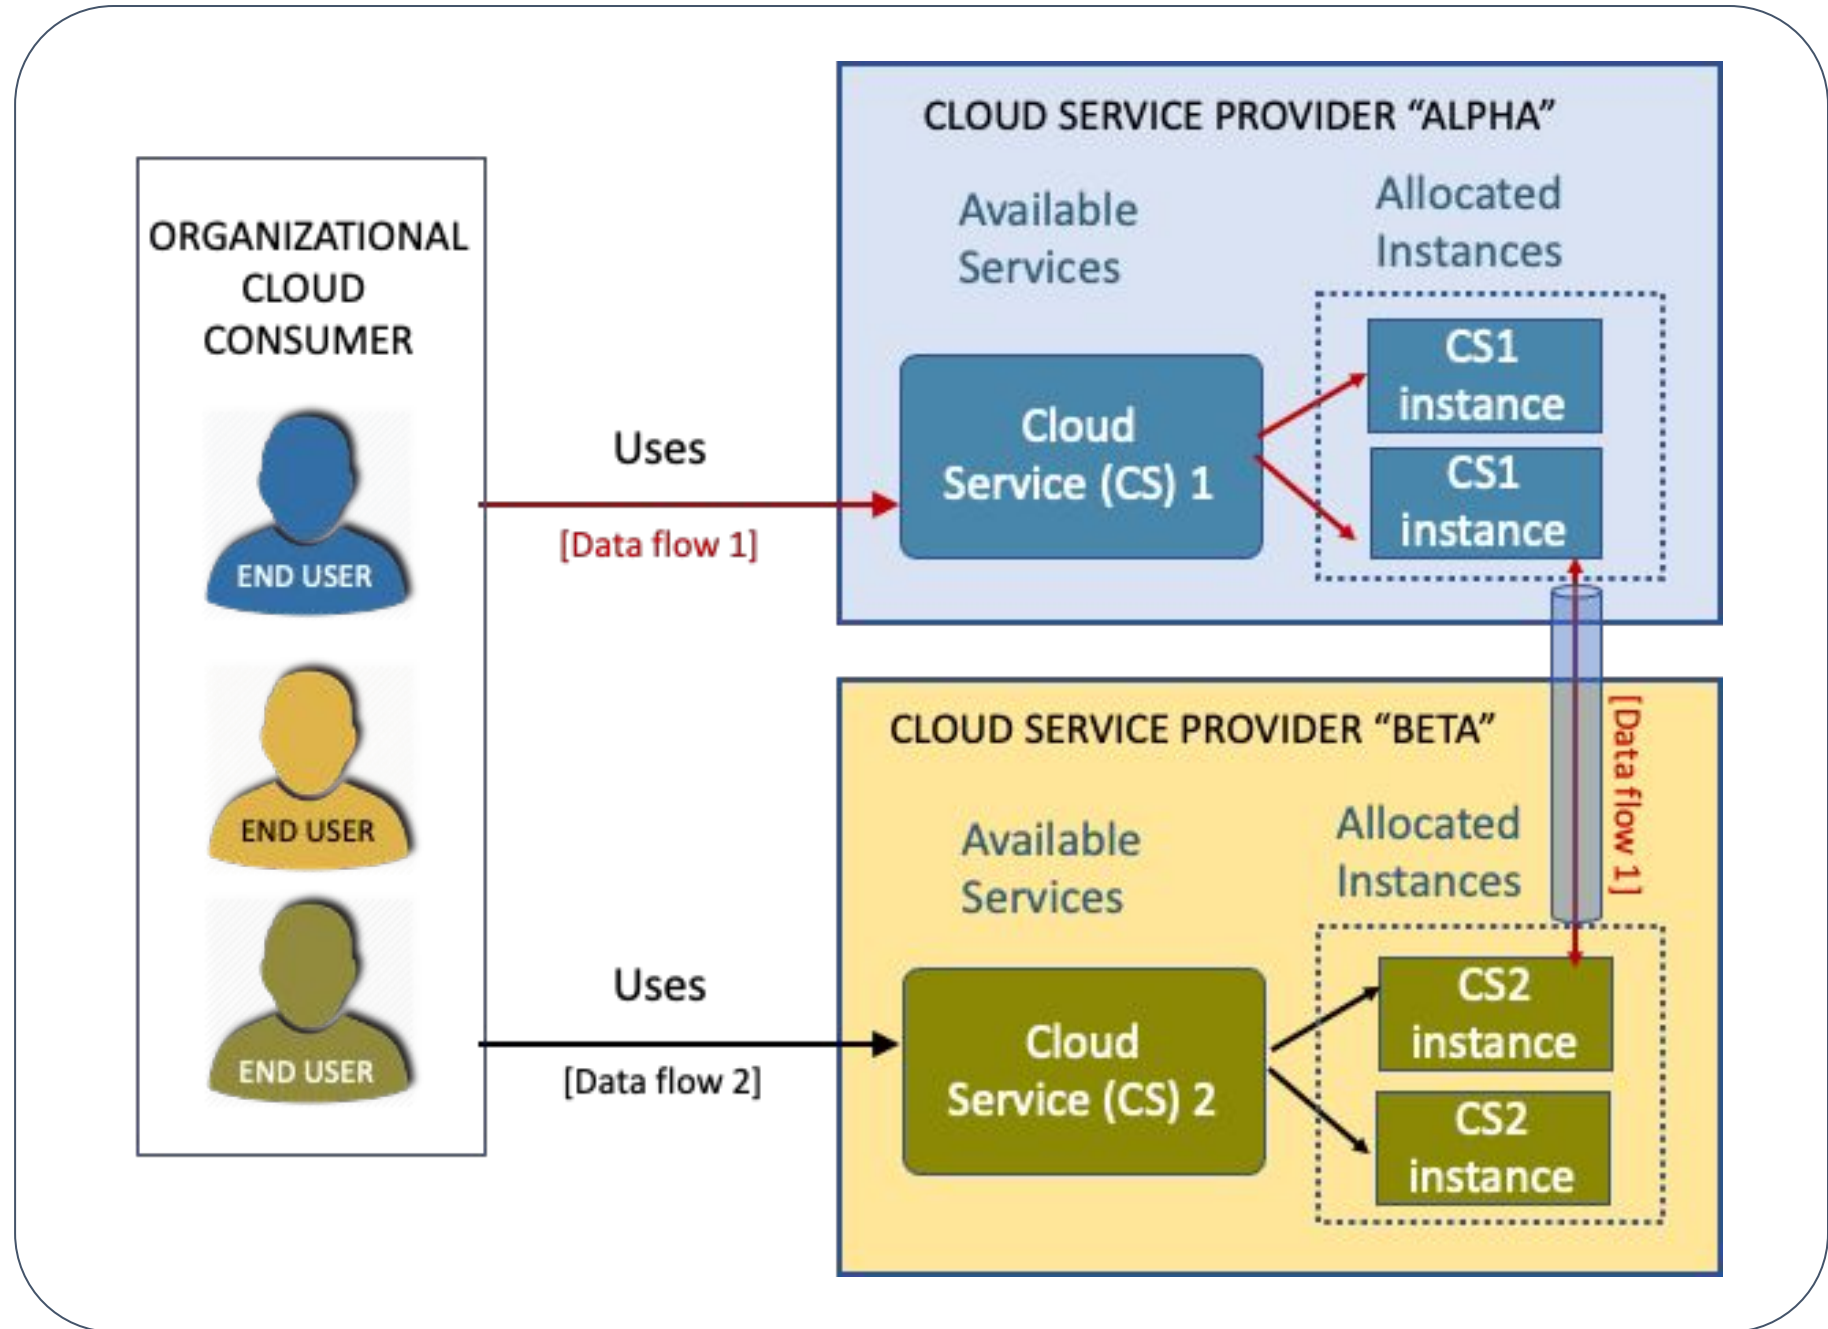 ORGANIZATIONAL
CLOUD
CONSUMER
END USER
END USER
END USER
Uses
[Data flow 1]
Uses
[Data flow 2]
CLOUD SERVICE PROVIDER “ALPHA”
Available
Services
Allocated
Instances
Cloud
Service (CS) 1
CS1
instance
CS1
instance
[Data flow 1]
CLOUD SERVICE PROVIDER “BETA”
Available
Services
Allocated
Instances
Cloud
Service (CS) 2
CS2
instance
CS2
instance